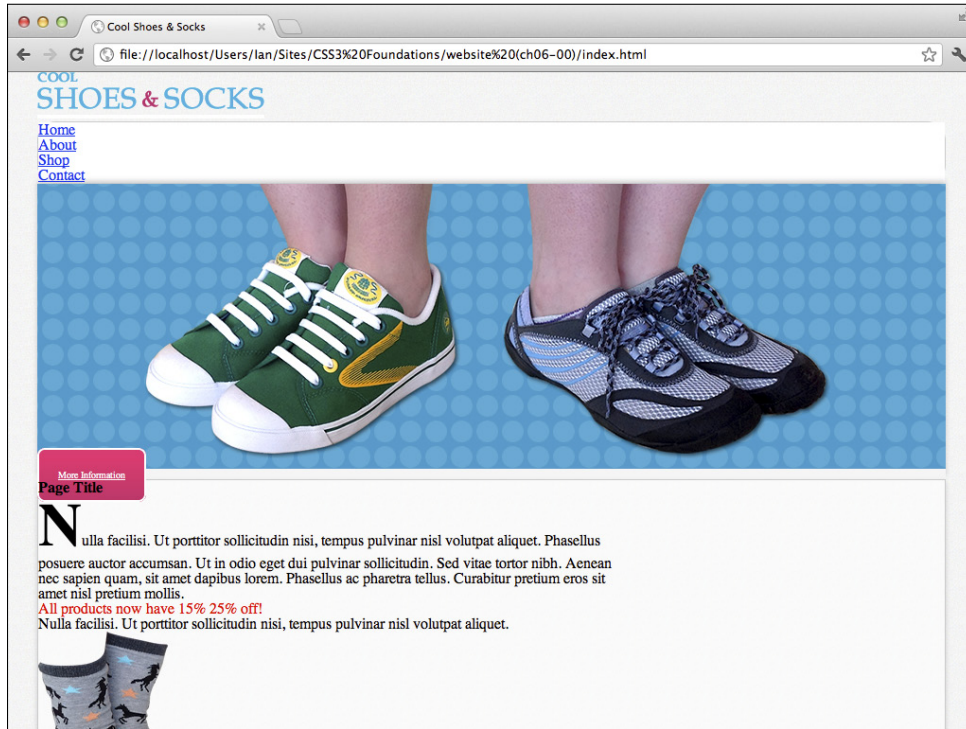 Cool Shoes & Socks
file://localhost/Users/Ian/Sites/CSS3%20Foundations/website%20(ch06-00)/index.html
COOL
SHOES & SOCKS
Home
About
Shop
Contact
More Information
Page Title
Nulla facilisi. Ut porttitor sollicitudin nisi, tempus pulvinar nisl volutpat aliquet. Phasellus
posuere auctor accumsan. Ut in odio eget dui pulvinar sollicitudin. Sed vitae tortor nibh. Aenean
nec sapien quam, sit amet dapibus lorem. Phasellus ac pharetra tellus. Curabitur pretium eros sit
amet nisl pretium mollis.
All products now have 15% 25% off!
Nulla facilisi. Ut porttitor sollicitudin nisi, tempus pulvinar nisl volutpat aliquet.